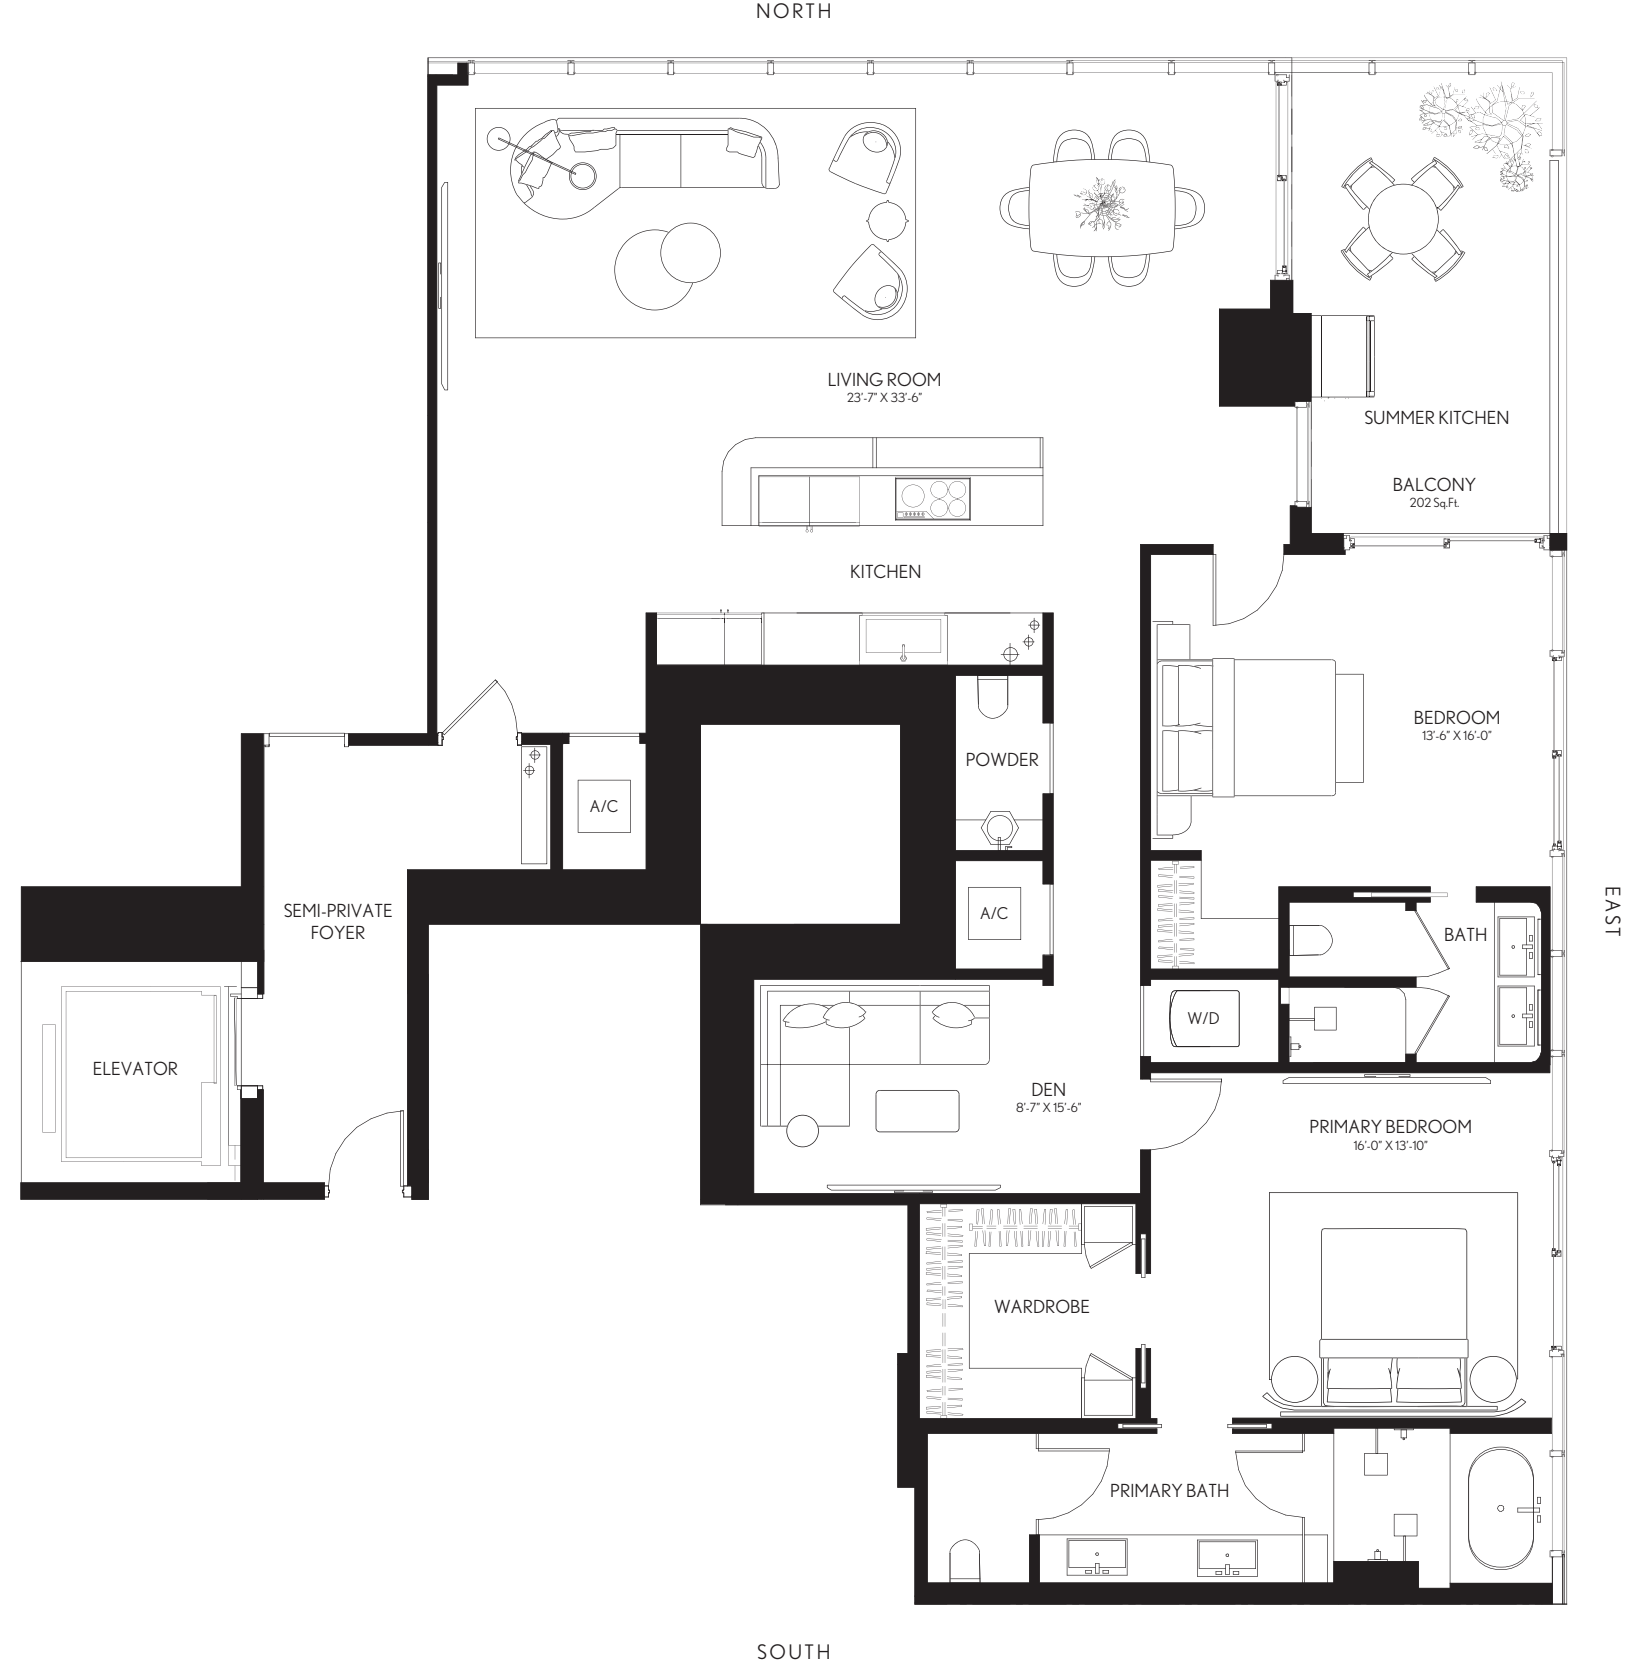 NORTH
LIVING ROOM
23'-7" X 33'-6"
SUMMER KITCHEN
BALCONY
202 Sq.Ft.
KITCHEN
BEDROOM
13'-6" X 16'-0"
POWDER
A/C
SEMI-PRIVATE
FOYER
A/C
EAST
BATH
W/D
ELEVATOR
DEN
8'-7" X 15'-6"
PRIMARY BEDROOM
16'-0" X 13'-10"
WARDROBE
PRIMARY BATH
SOUTH